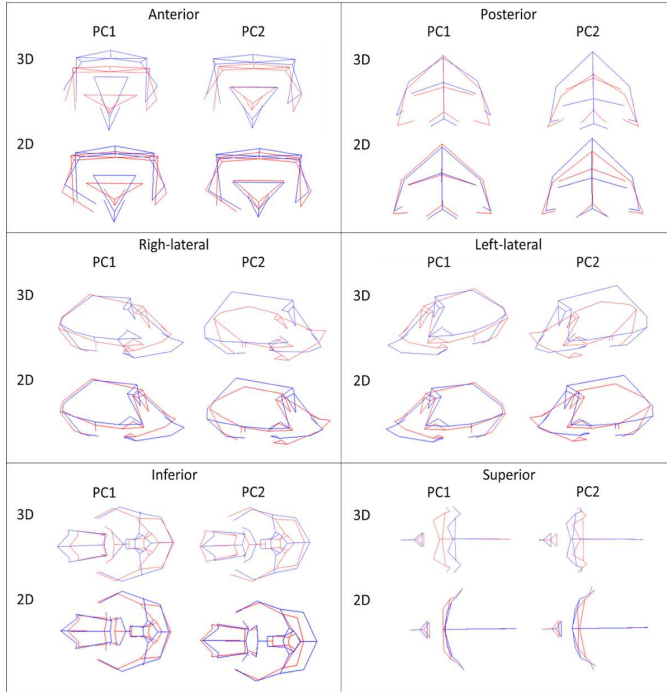 Anterior
PC1 PC2
3D
2D
Posterior
PC1 PC2
3D
2D
Righ-lateral
PC1 PC2
3D
2D
Left-lateral
PC1 PC2
3D
2D
Inferior
PC1 PC2
3D
2D
Superior
PC1 PC2
3D
2D